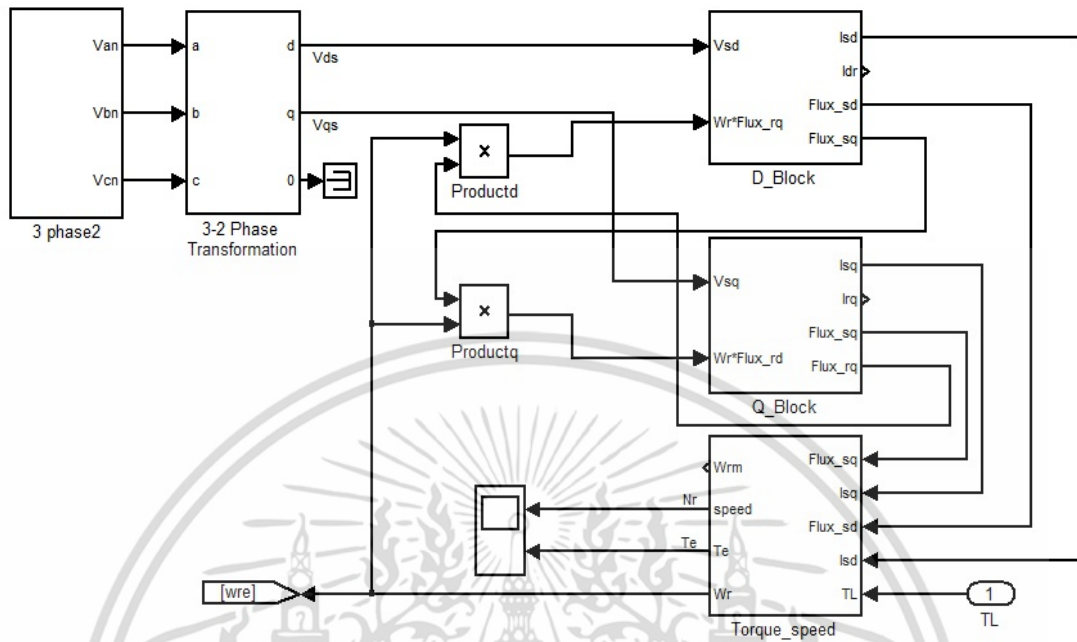 Van
Vbn
Vcn
3 phase2
a
b
c
d
q
0
3-2 Phase
Transformation
Vds
Vqs
×
Productd
×
Productq
Vsd
Wr*Flux_rq
Isd
Idr
Flux_sd
Flux_sq
D_Block
Vsq
Wr*Flux_rd
Isq
Irq
Flux_sq
Flux_rq
Q_Block
Wrm
speed
Te
Wr
Flux_sq
Isq
Flux_sd
Isd
TL
Torque_speed
Nr
Te
[wre]
1
TL